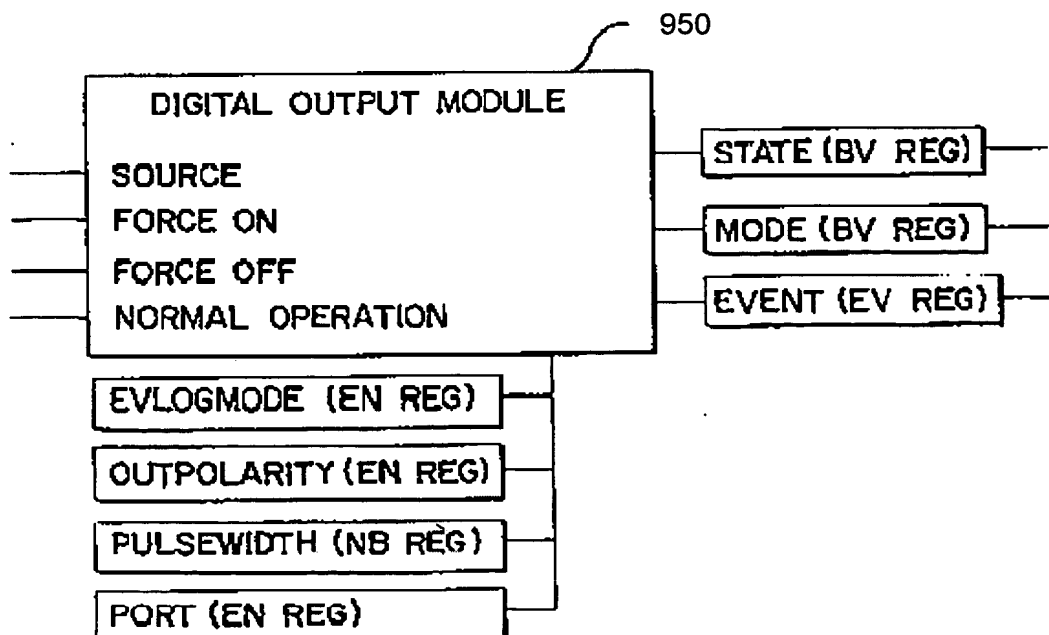 950
DIGITAL OUTPUT MODULE
SOURCE
FORCE ON
FORCE OFF
NORMAL OPERATION
STATE (BV REG)
MODE (BV REG)
EVENT (EV REG)
EVLOGMODE (EN REG)
OUTPOLARITY (EN REG)
PULSEWIDTH (NB REG)
PORT (EN REG)